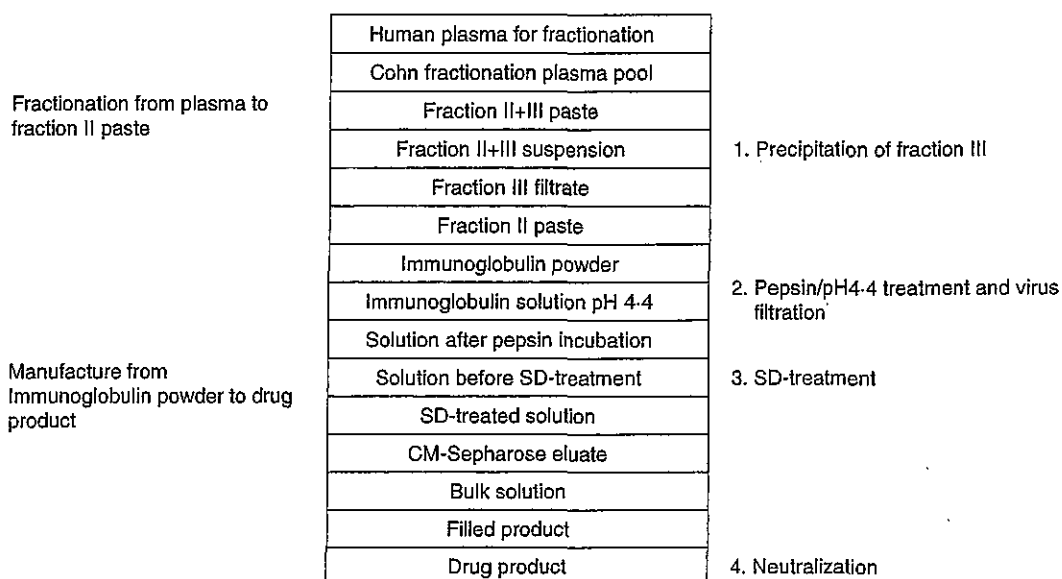 Human plasma for fractionation
Cohn fractionation plasma pool
Fractionation from plasma to
fraction II paste
Fraction II+III paste
Fraction II+III suspension
1. Precipitation of fraction III
Fraction III filtrate
Fraction II paste
Immunoglobulin powder
Immunoglobulin solution pH 4·4
2. Pepsin/pH4·4 treatment and virus
filtration
Solution after pepsin incubation
Manufacture from
Immunoglobulin powder to drug
product
Solution before SD-treatment
3. SD-treatment
SD-treated solution
CM-Sepharose eluate
Bulk solution
Filled product
Drug product
4. Neutralization